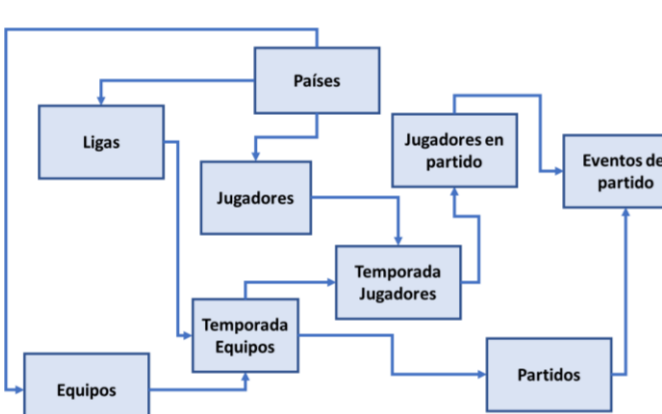 Países
Ligas
Jugadores en
partido
Eventos de
partido
Jugadores
Temporada
Jugadores
Temporada
Equipos
Partidos
Equipos